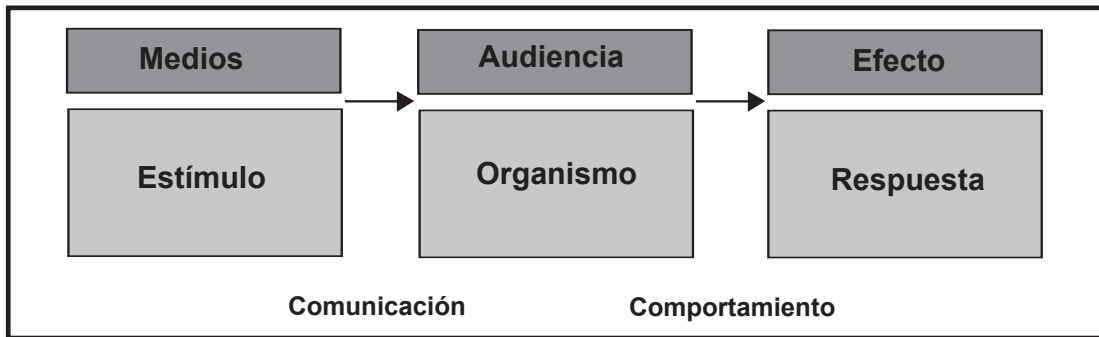 Medios
Audiencia
Efecto
Estímulo
Organismo
Respuesta
Comunicación
Comportamiento